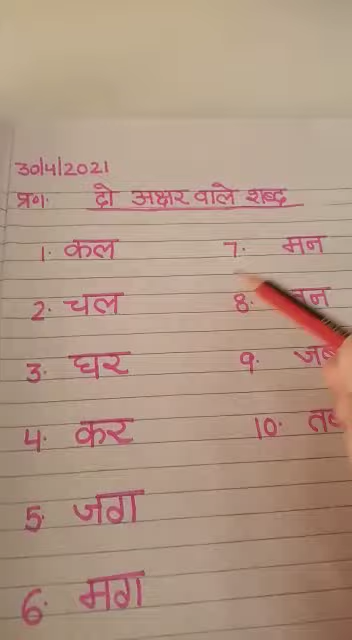 30/4/2021
प्र01. दो अक्षर वाले शब्द
1. कल
2. चल
3. घर
4. कर
5. जग
6. मग
7. मन
8.
9.
10.